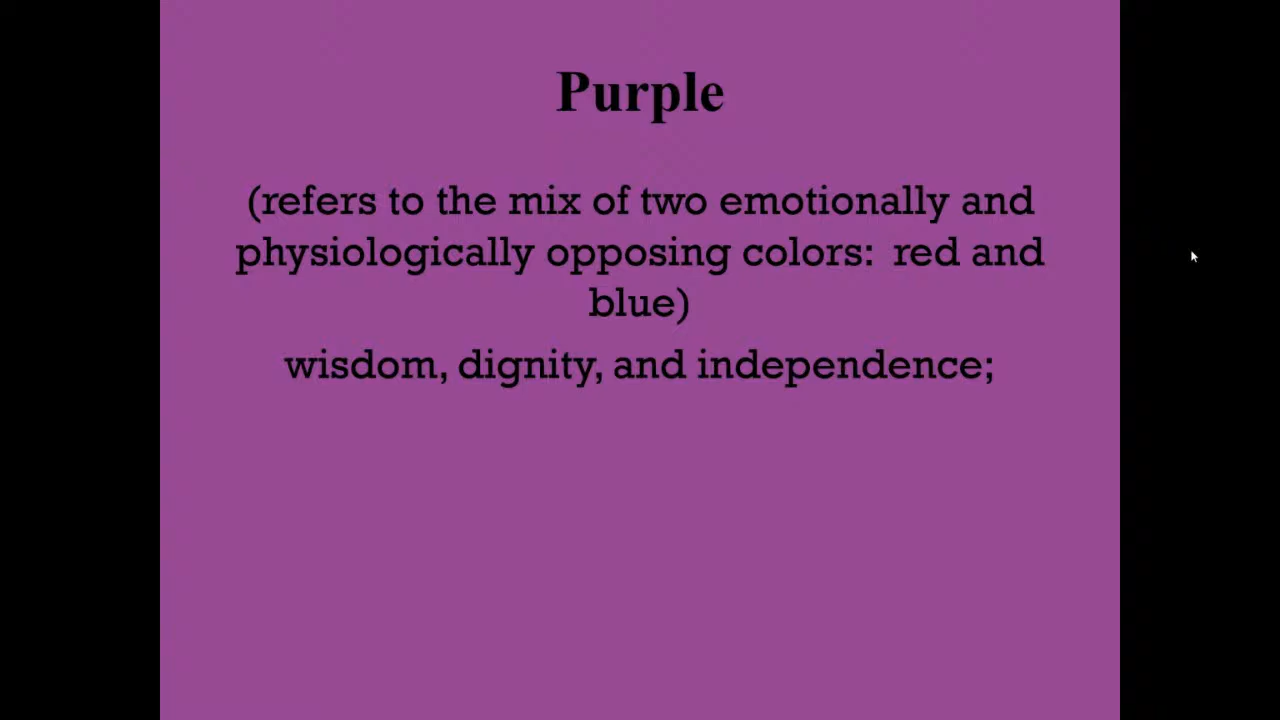 Purple
(refers to the mix of two emotionally and
physiologically opposing colors:  red and
blue)
wisdom, dignity, and independence;